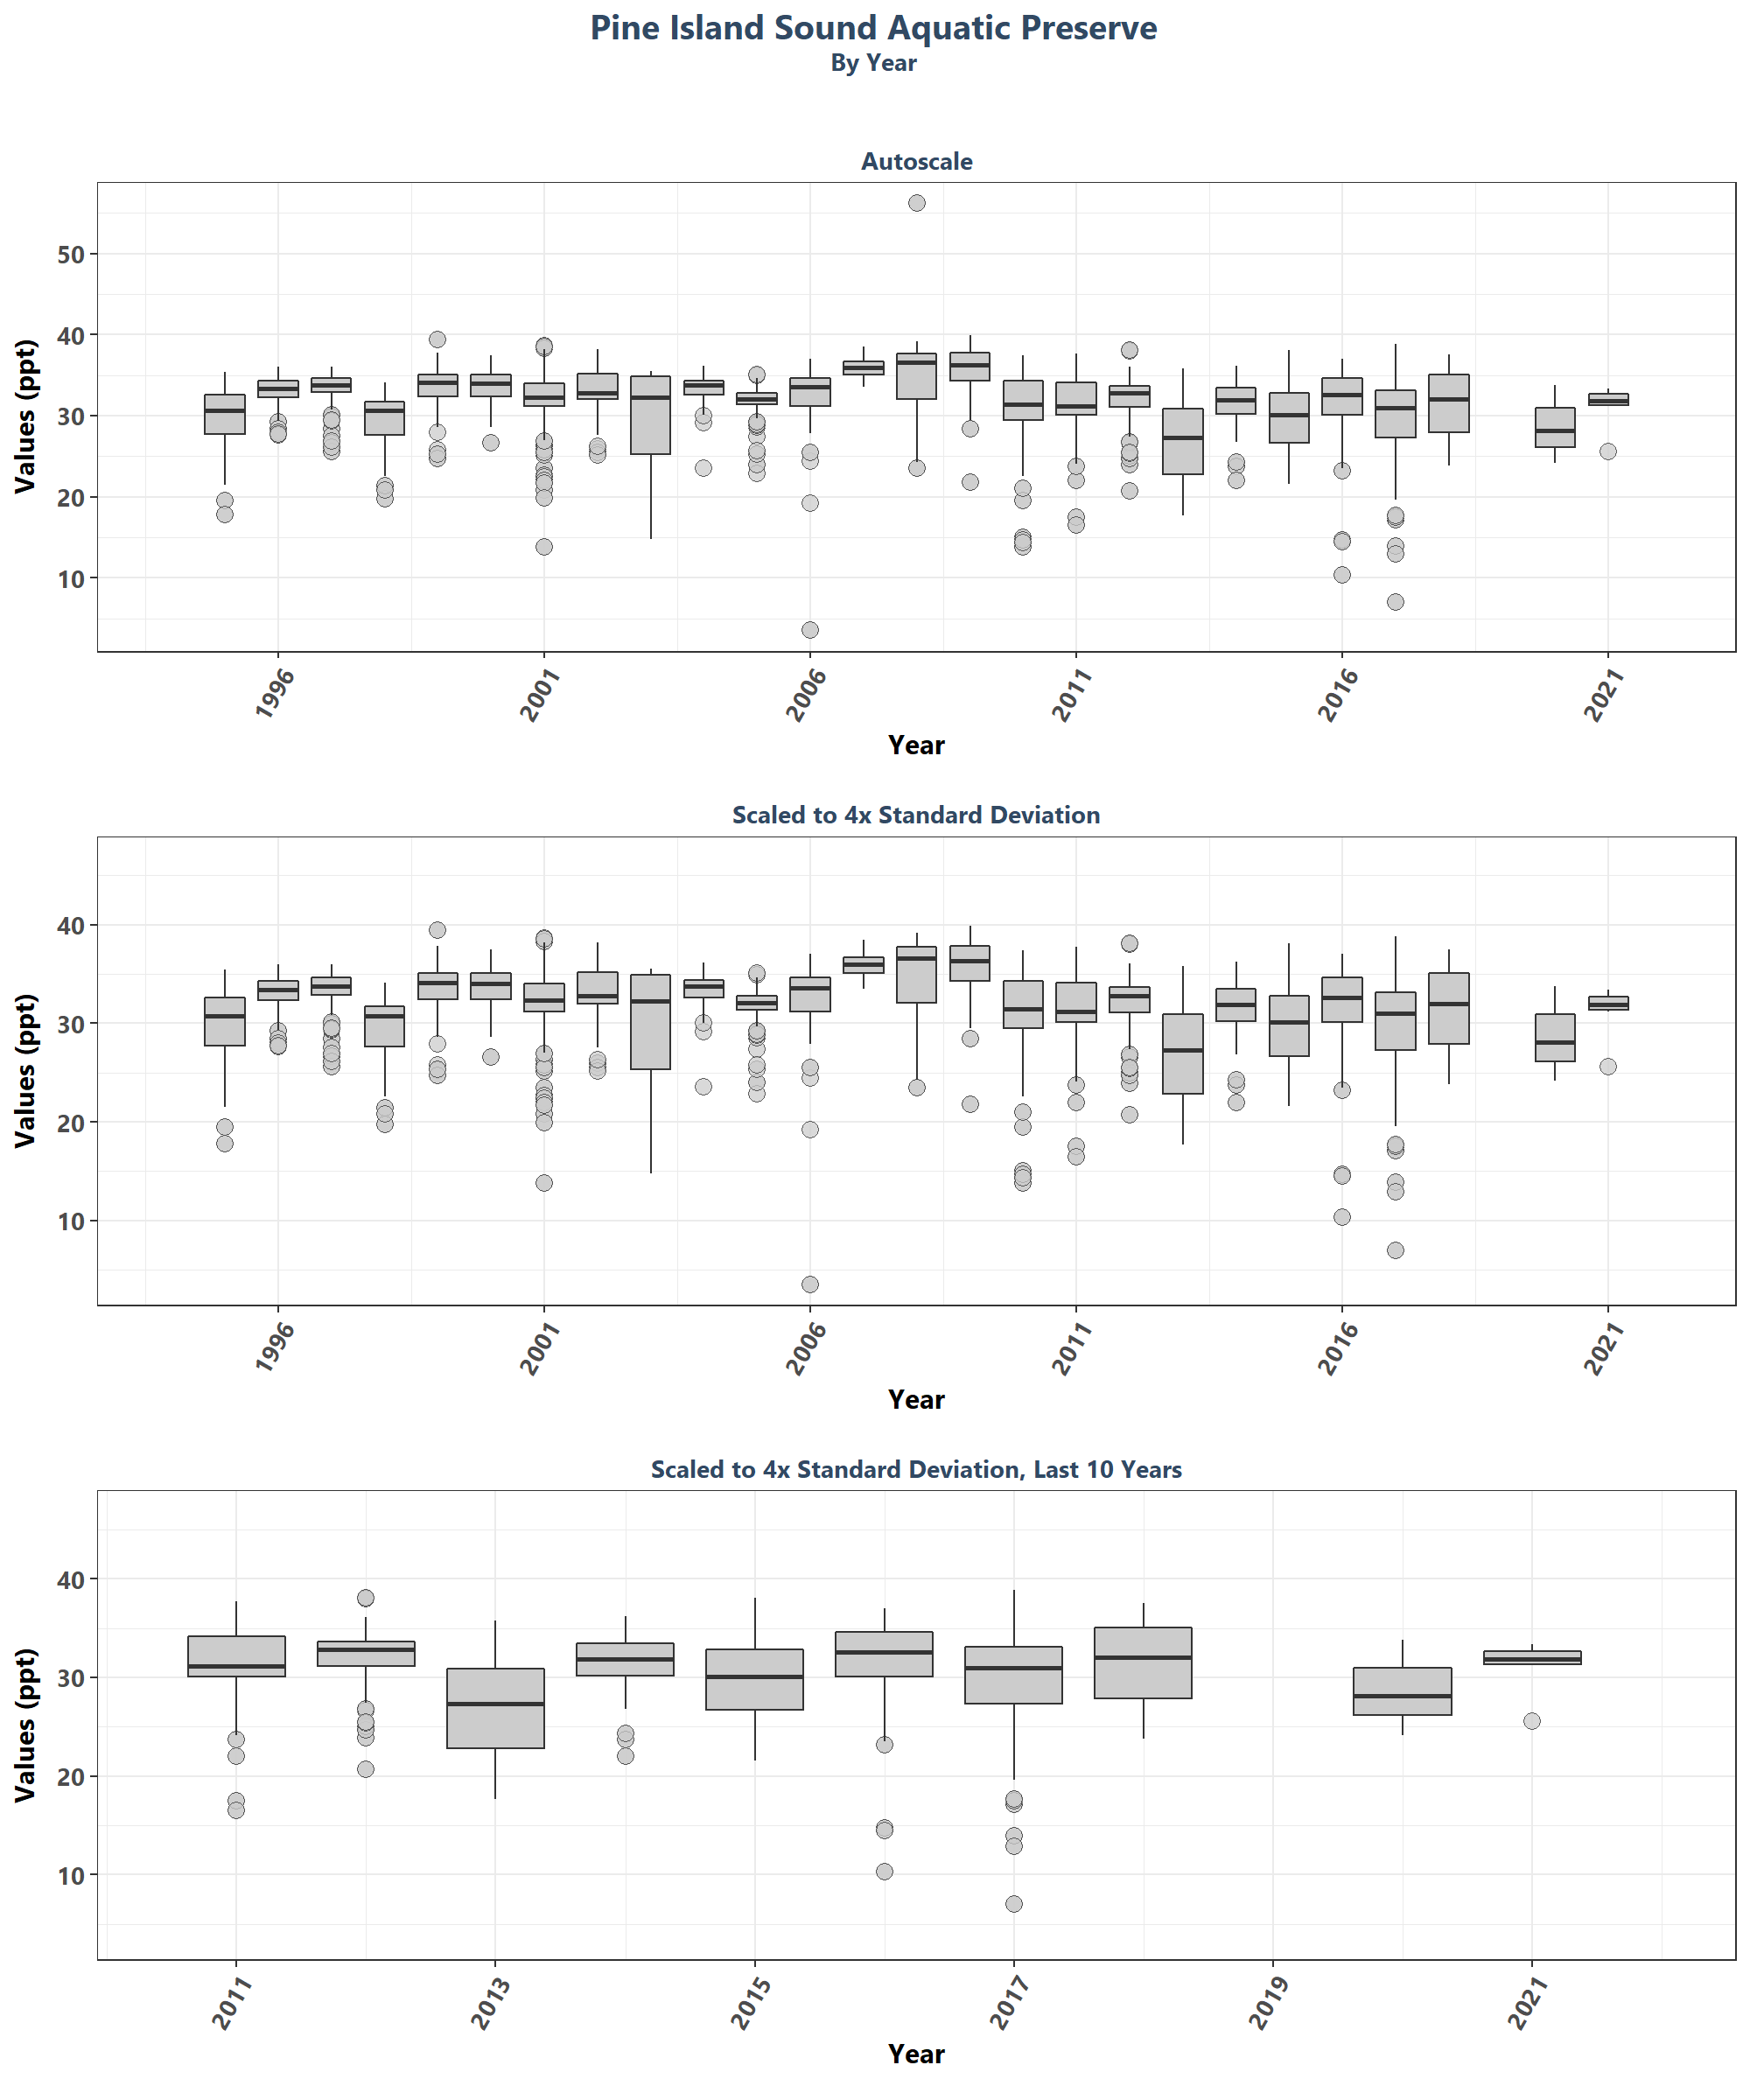 Pine Island Sound Aquatic Preserve
By Year
Autoscale
Values (ppt)
50
40
30
20
10
1996
2001
2006
2011
2016
2021
Year
Scaled to 4x Standard Deviation
Values (ppt)
40
30
20
10
1996
2001
2006
2011
2016
2021
Year
Scaled to 4x Standard Deviation, Last 10 Years
Values (ppt)
40
30
20
10
2011
2013
2015
2017
2019
2021
Year